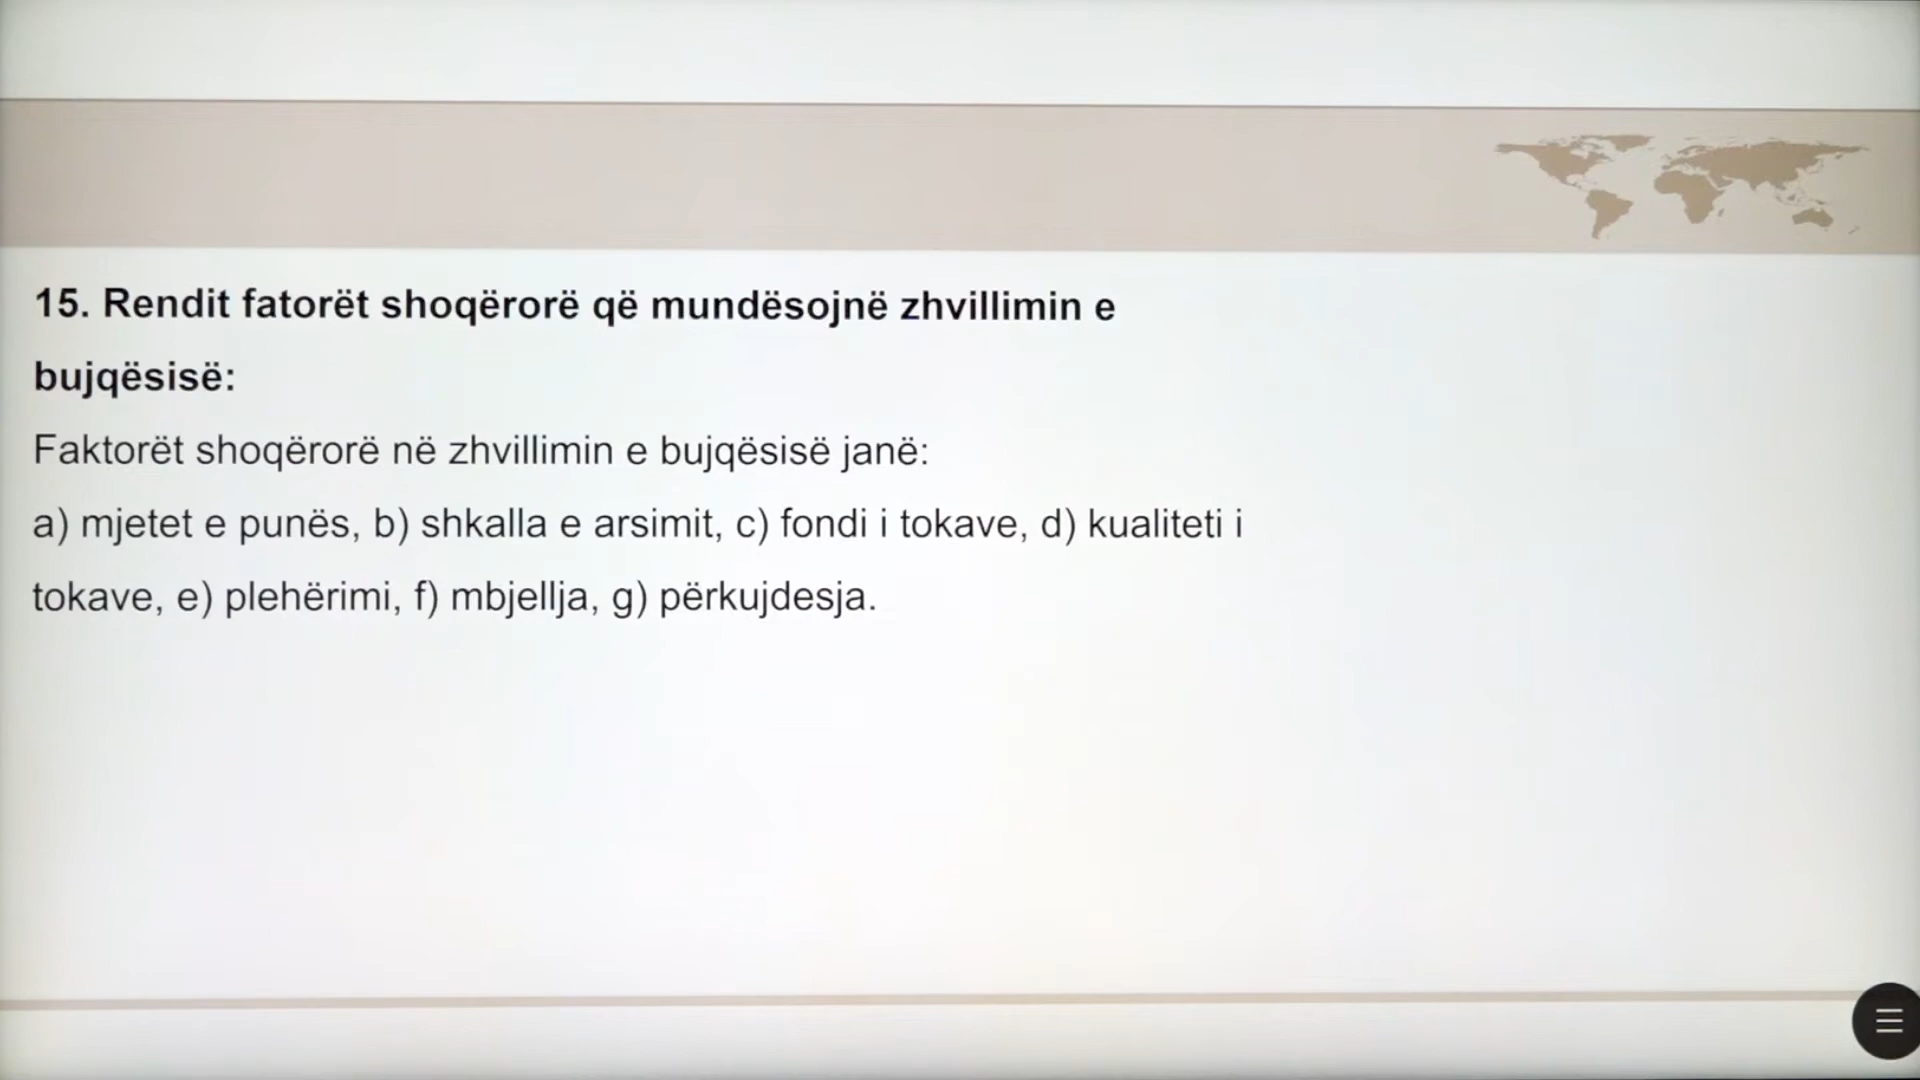 15. Rendit fatorët shoqërorë që mundësojnë zhvillimin e
bujqësisë:
Faktorët shoqërorë në zhvillimin e bujqësisë janë:
a) mjetet e punës, b) shkalla e arsimit, c) fondi i tokave, d) kualiteti i
tokave, e) plehërimi, f) mbjellja, g) përkujdesja.